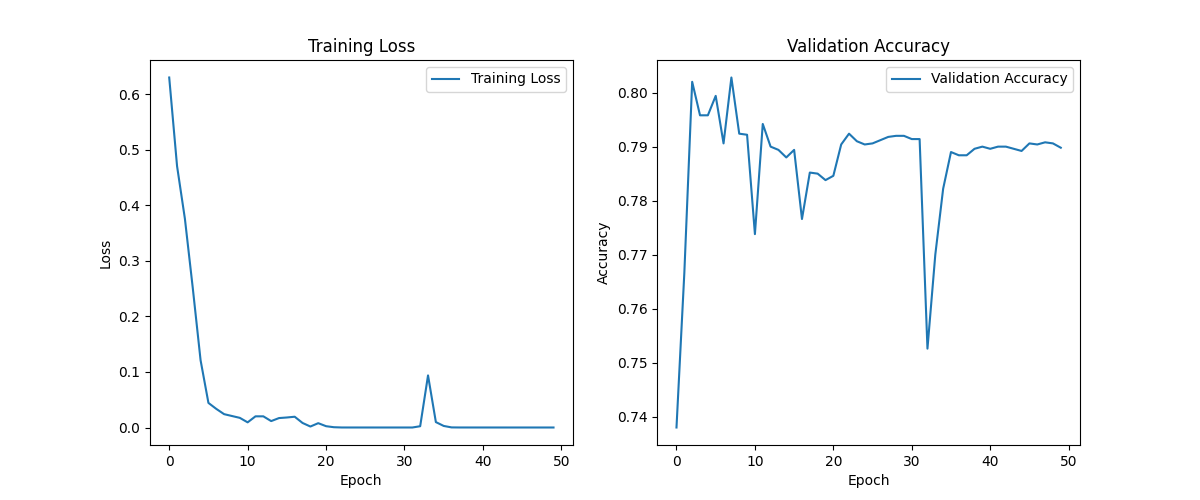 Training Loss
Training Loss
0.6
0.5
0.4
0.3
0.2
0.1
0.0
Loss
0 10 20 30 40 50
Epoch
Validation Accuracy
Validation Accuracy
0.80
0.79
0.78
0.77
0.76
0.75
0.74
Accuracy
0 10 20 30 40 50
Epoch